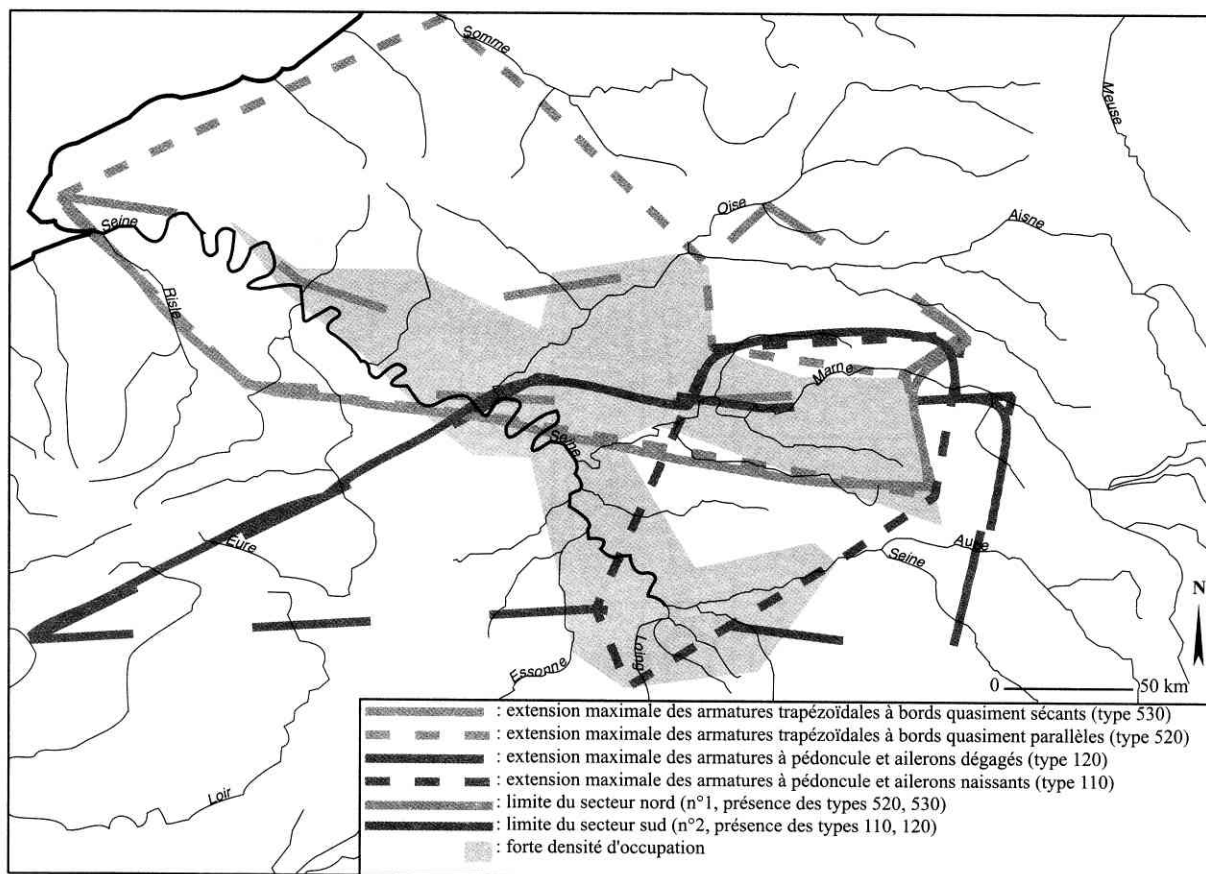 Somme
Meuse
Oise
Aisne
Seine
Risle
Marne
Seine
Eure
Aube
Seine
N
Loing
Essonne
0 50 km
Loir
: extension maximale des armatures trapézoïdales à bords quasiment sécants (type 530)
: extension maximale des armatures trapézoïdales à bords quasiment parallèles (type 520)
: extension maximale des armatures à pédoncule et ailerons dégagés (type 120)
: extension maximale des armatures à pédoncule et ailerons naissants (type 110)
: limite du secteur nord (n°1, présence des types 520, 530)
: limite du secteur sud (n°2, présence des types 110, 120)
: forte densité d'occupation